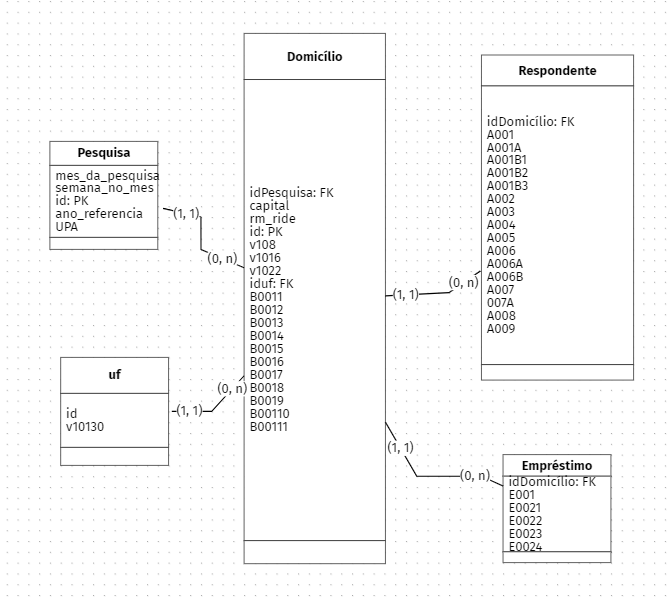 Pesquisa
mes_da_pesquisa
semana_no_mes
id: PK
ano_referencia
UPA
(1, 1)
(0, n)
uf
id
v10130
(1, 1)
(0, n)
Domicílio
idPesquisa: FK
capital
rm_ride
id: PK
v108
v1016
v1022
iduf: FK
B0011
B0012
B0013
B0014
B0015
B0016
B0017
B0018
B0019
B00110
B00111
(1, 1)
(0, n)
Respondente
idDomicílio: FK
A001
A001A
A001B1
A001B2
A001B3
A002
A003
A004
A005
A006
A006A
A006B
A007
007A
A008
A009
(1, 1)
(0, n)
Empréstimo
idDomicílio: FK
E001
E0021
E0022
E0023
E0024